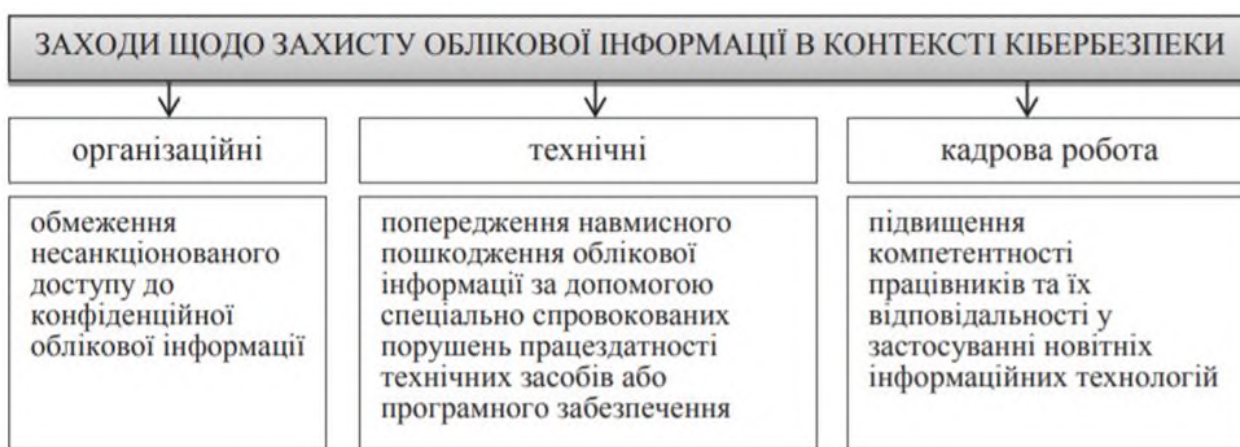 ЗАХОДИ ЩОДО ЗАХИСТУ ОБЛІКОВОЇ ІНФОРМАЦІЇ В КОНТЕКСТІ КІБЕРБЕЗПЕКИ
організаційні
обмеження
несанкціонованого
доступу до
конфіденційної
облікової інформації
технічні
попередження навмисного
пошкодження облікової
інформації за допомогою
спеціально спровокованих
порушень працездатності
технічних засобів або
програмного забезпечення
кадрова робота
підвищення
компетентності
працівників та їх
відповідальності у
застосуванні новітніх
інформаційних технологій